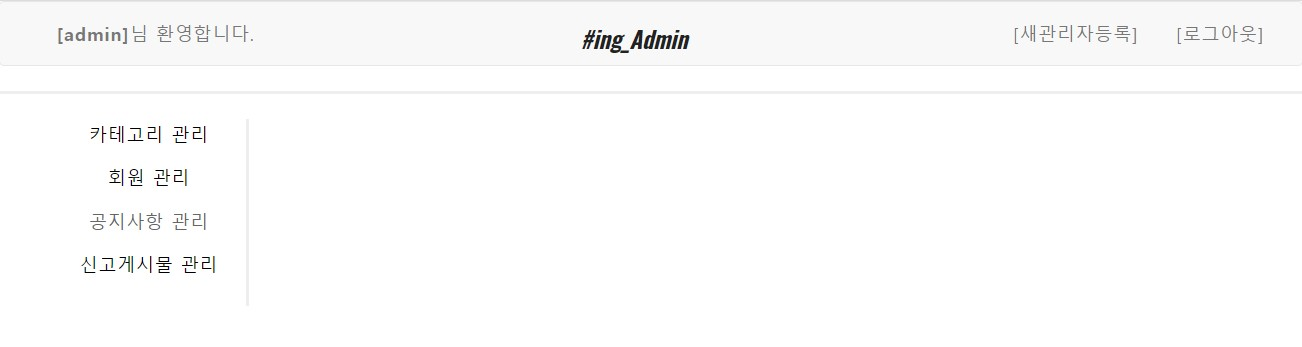 [admin]님 환영합니다.
#ing_Admin
[새관리자등록] [로그아웃]
카테고리 관리
회원 관리
공지사항 관리
신고게시물 관리